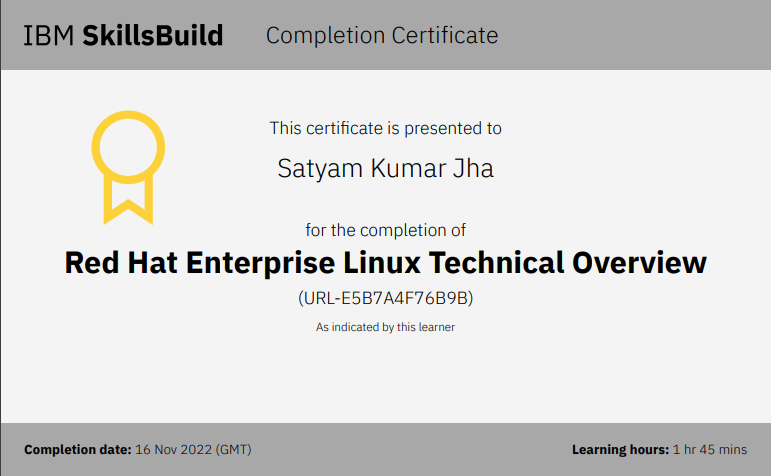 IBM SkillsBuild Completion Certificate
This certificate is presented to
Satyam Kumar Jha
for the completion of
Red Hat Enterprise Linux Technical Overview
(URL-E5B7A4F76B9B)
As indicated by this learner
Completion date: 16 Nov 2022 (GMT) Learning hours: 1 hr 45 mins